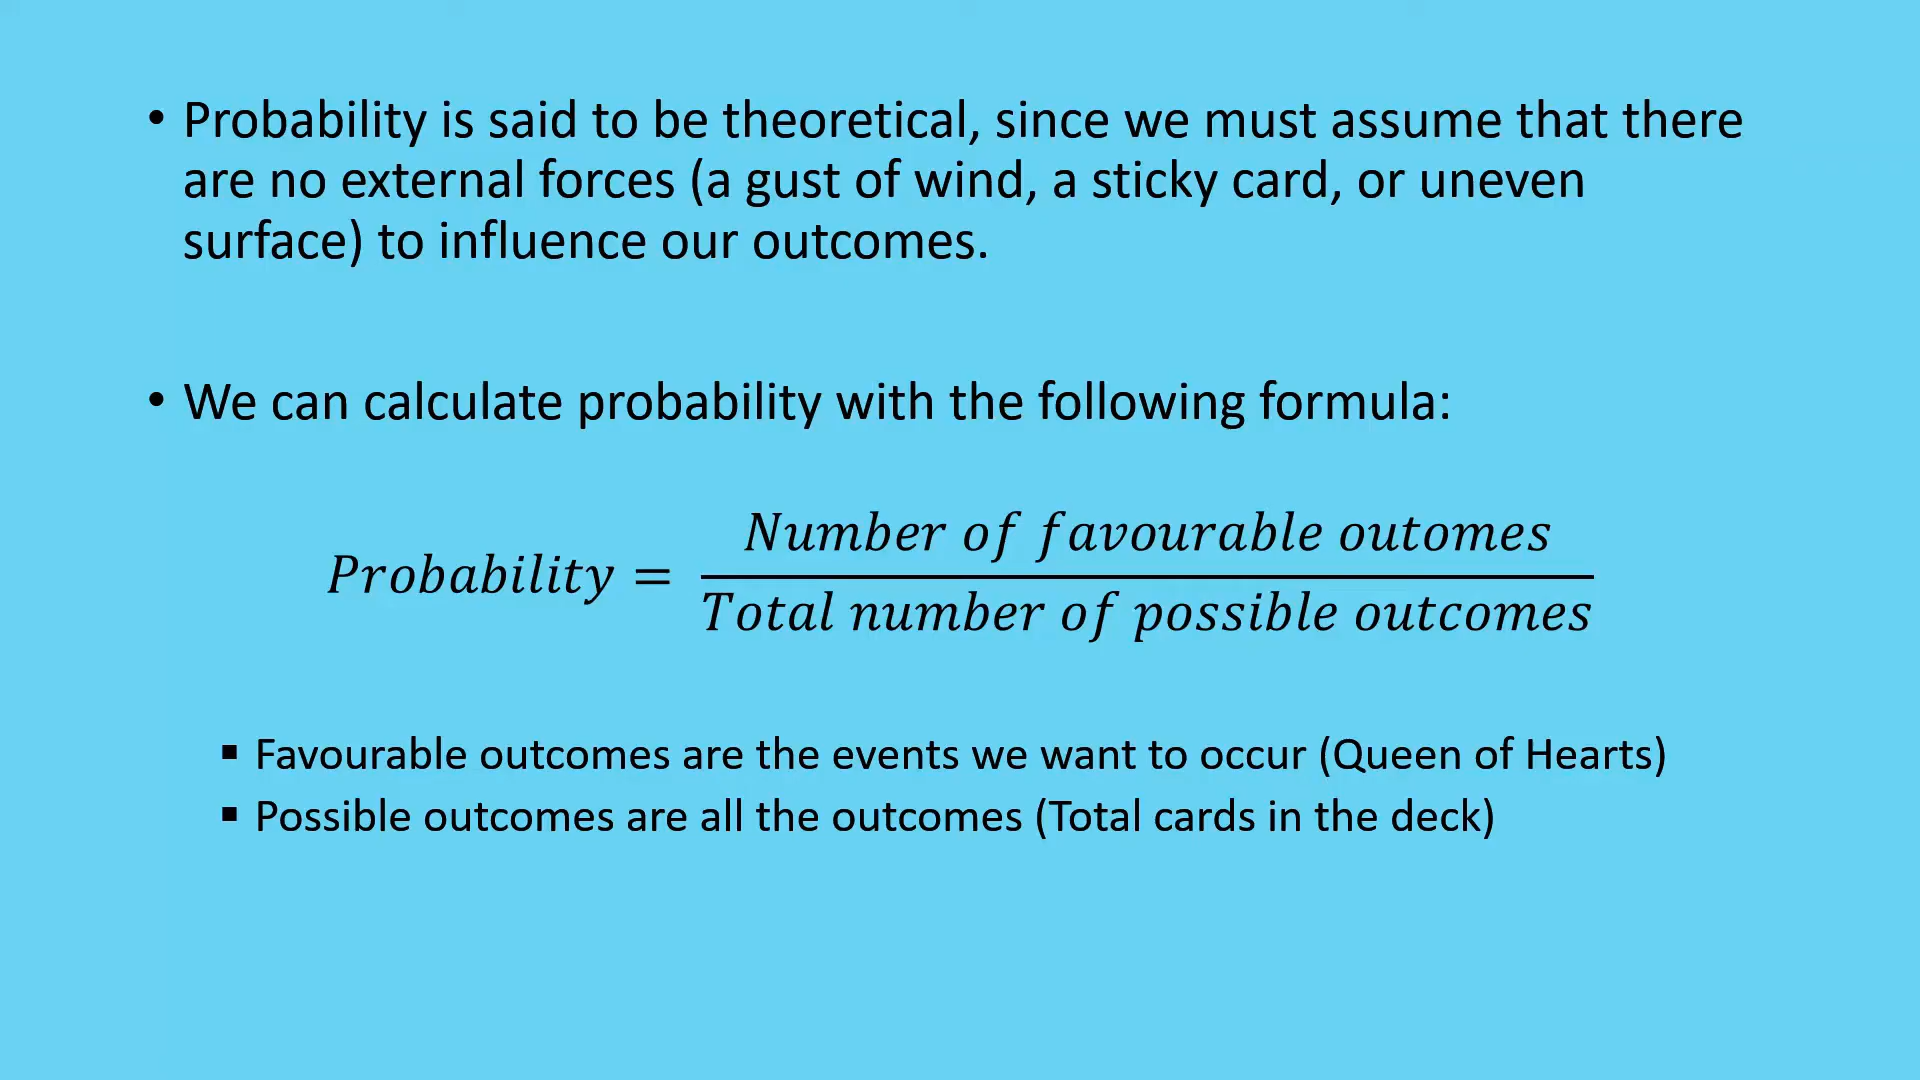 • Probability is said to be theoretical, since we must assume that there
are no external forces (a gust of wind, a sticky card, or uneven
surface) to influence our outcomes.
• We can calculate probability with the following formula:
Number of favourable outomes
Probability =
Total number of possible outcomes
▪ Favourable outcomes are the events we want to occur (Queen of Hearts)
▪ Possible outcomes are all the outcomes (Total cards in the deck)